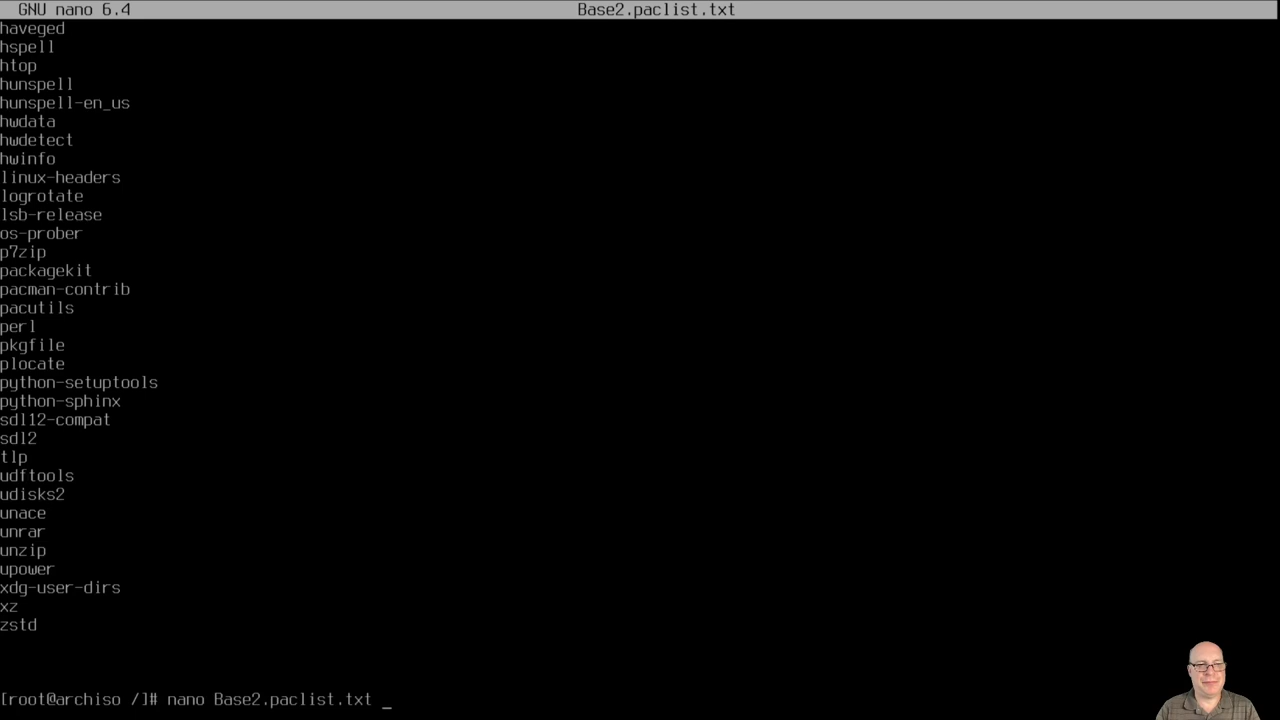 GNU nano 6.4 Base2.paclist.txt
haveged
hspell
htop
hunspell
hunspell-en_us
hwdata
hwdetect
hwinfo
linux-headers
logrotate
lsb-release
os-prober
p7zip
packagekit
pacman-contrib
pacutils
perl
pkgfile
plocate
python-setuptools
python-sphinx
sdl12-compat
sdl2
tlp
udftools
udisks2
unace
unrar
unzip
upower
xdg-user-dirs
xz
zstd
[root@archiso /]# nano Base2.paclist.txt _